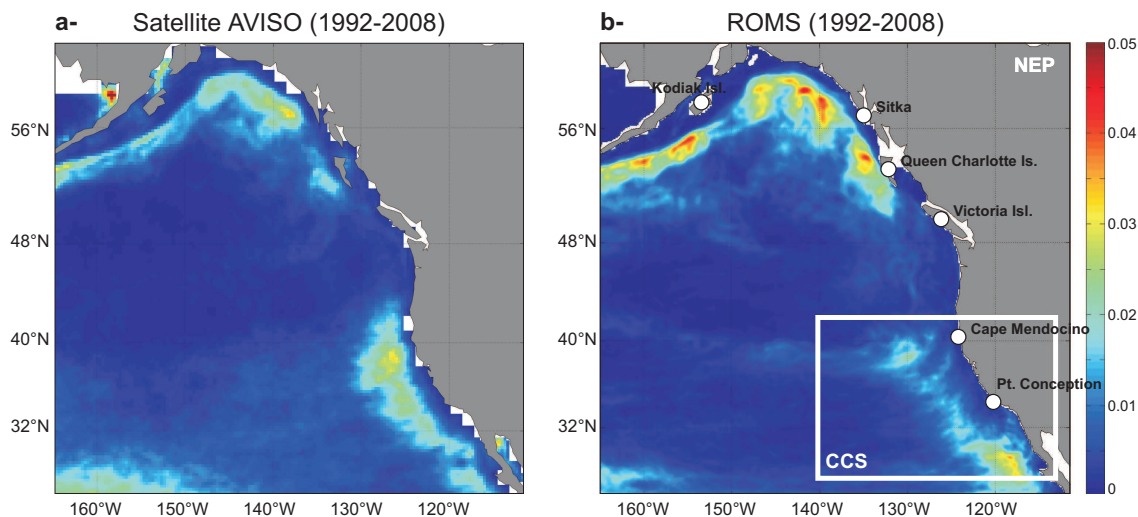 a- Satellite AVISO (1992-2008)
b- ROMS (1992-2008)
56°N
48°N
40°N
32°N
160°W
150°W
140°W
130°W
120°W
NEP
Kodiak Isl.
Sitka
56°N
Queen Charlotte Is.
Victoria Isl.
48°N
Cape Mendocino
40°N
Pt. Conception
32°N
CCS
160°W
150°W
140°W
130°W
120°W
0.05
0.04
0.03
0.02
0.01
0